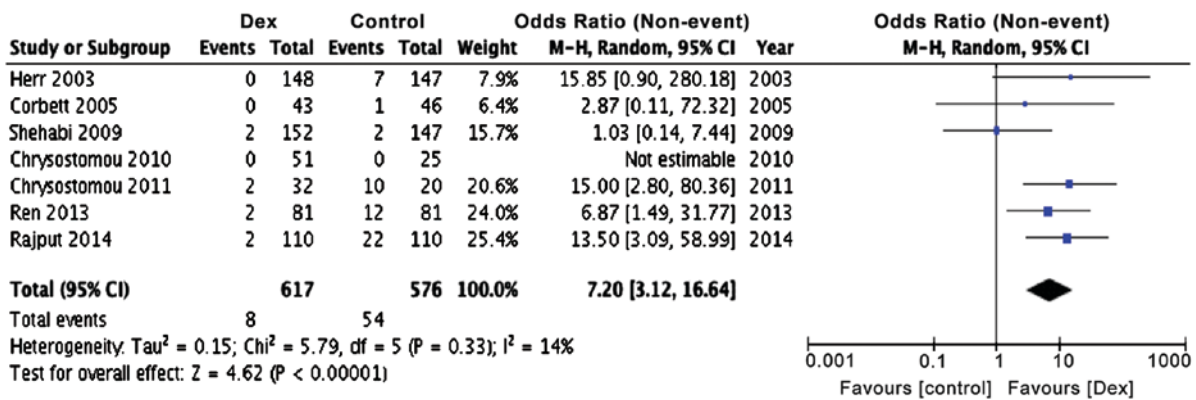 Dex Control Odds Ratio (Non-event) Odds Ratio (Non-event)
Study or Subgroup Events Total Events Total Weight M-H, Random, 95% CI Year M-H, Random, 95% CI
Herr 2003 0 148 7 147 7.9% 15.85 [0.90, 280.18] 2003
Corbett 2005 0 43 1 46 6.4% 2.87 [0.11, 72.32] 2005
Shehabi 2009 2 152 2 147 15.7% 1.03 [0.14, 7.44] 2009
Chrysostomou 2010 0 51 0 25 Not estimable 2010
Chrysostomou 2011 2 32 10 20 20.6% 15.00 [2.80, 80.36] 2011
Ren 2013 2 81 12 81 24.0% 6.87 [1.49, 31.77] 2013
Rajput 2014 2 110 22 110 25.4% 13.50 [3.09, 58.99] 2014
Total (95% CI) 617 576 100.0% 7.20 [3.12, 16.64]
Total events 8 54
Heterogeneity: Tau² = 0.15; Chi² = 5.79, df = 5 (P = 0.33); I² = 14%
Test for overall effect: Z = 4.62 (P < 0.00001)
0.001 0.1 1 10 1000
Favours [control] Favours [Dex]